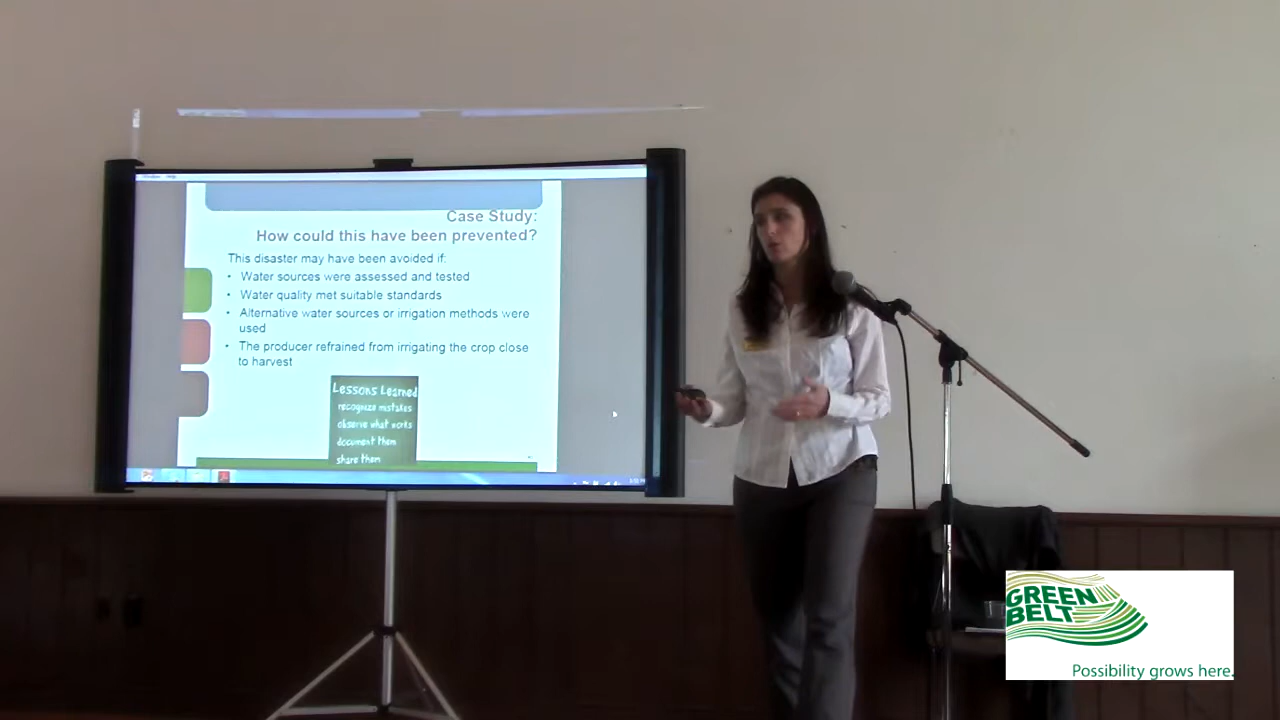 Window Help
Case Study:
How could this have been prevented?
This disaster may have been avoided if:
• Water sources were assessed and tested
• Water quality met suitable standards
• Alternative water sources or irrigation methods were
used
• The producer refrained from irrigating the crop close
to harvest
Lessons Learned
recognize mistakes
observe what works
document them
share them
GREEN
BELT
Possibility grows here.